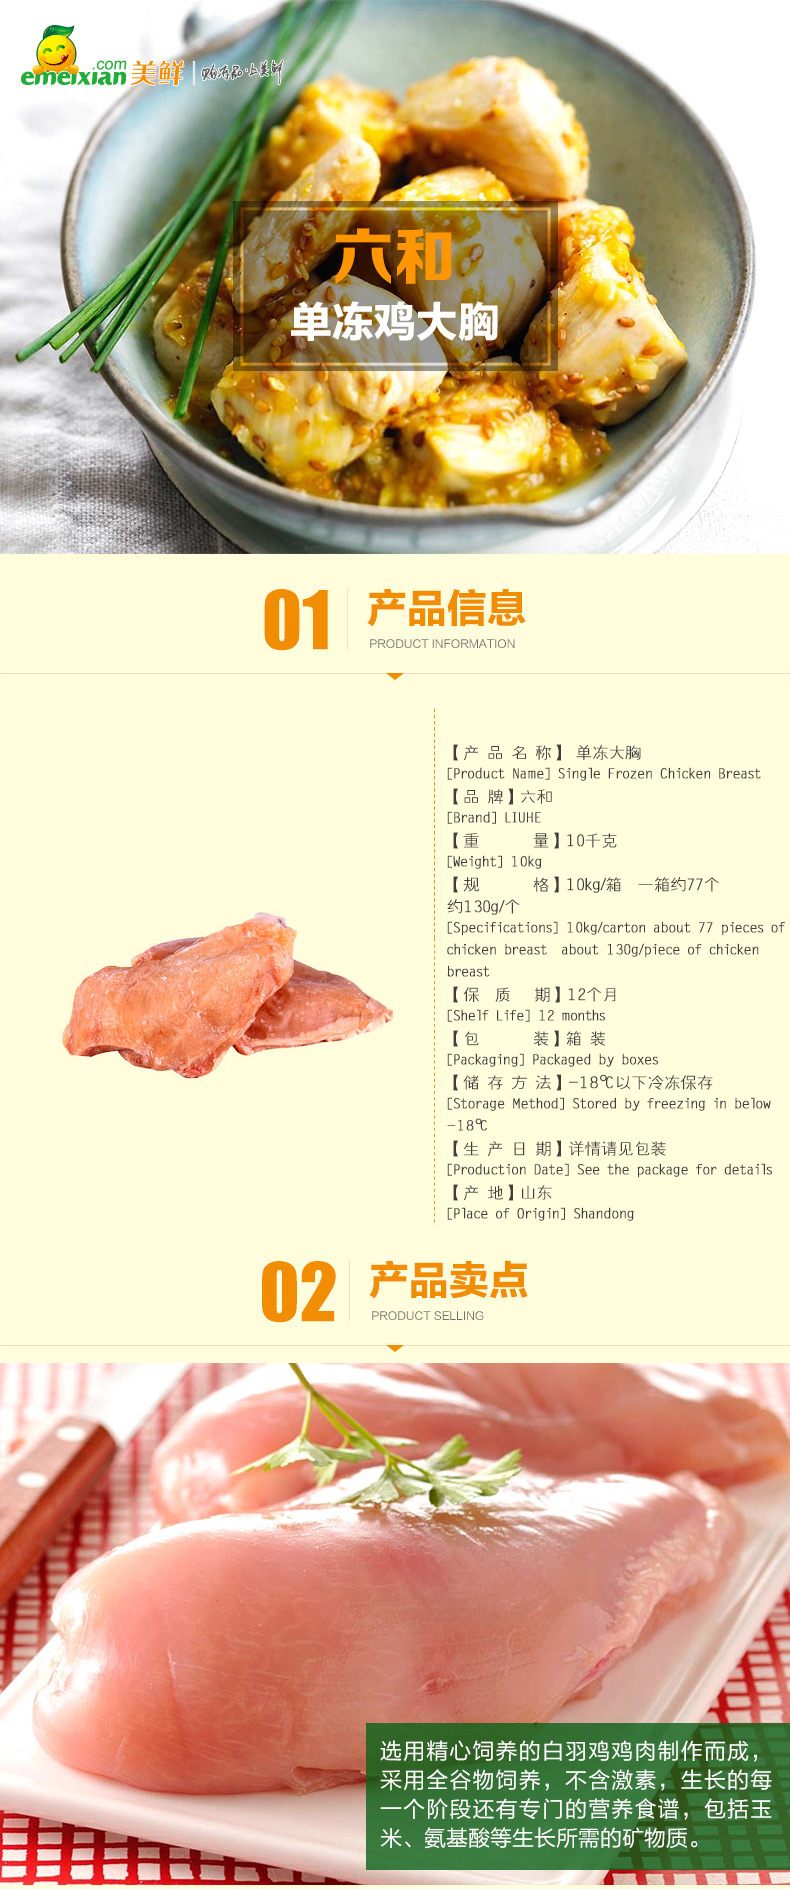 emeixian.com 美鲜 | 购有品·上美鲜
六和
单冻鸡大胸
01 产品信息
PRODUCT INFORMATION
【产 品 名 称】 单冻大胸
[Product Name] Single Frozen Chicken Breast
【品 牌】六和
[Brand] LIUHE
【重 量】10千克
[Weight] 10kg
【规 格】10kg/箱 一箱约77个
约130g/个
[Specifications] 10kg/carton about 77 pieces of
chicken breast about 130g/piece of chicken
breast
【保 质 期】12个月
[Shelf Life] 12 months
【包 装】箱 装
[Packaging] Packaged by boxes
【储 存 方 法】-18℃以下冷冻保存
[Storage Method] Stored by freezing in below
-18℃
【生 产 日 期】详情请见包装
[Production Date] See the package for details
【产 地】山东
[Place of Origin] Shandong
02 产品卖点
PRODUCT SELLING
选用精心饲养的白羽鸡鸡肉制作而成，
采用全谷物饲养，不含激素，生长的每
一个阶段还有专门的营养食谱，包括玉
米、氨基酸等生长所需的矿物质。